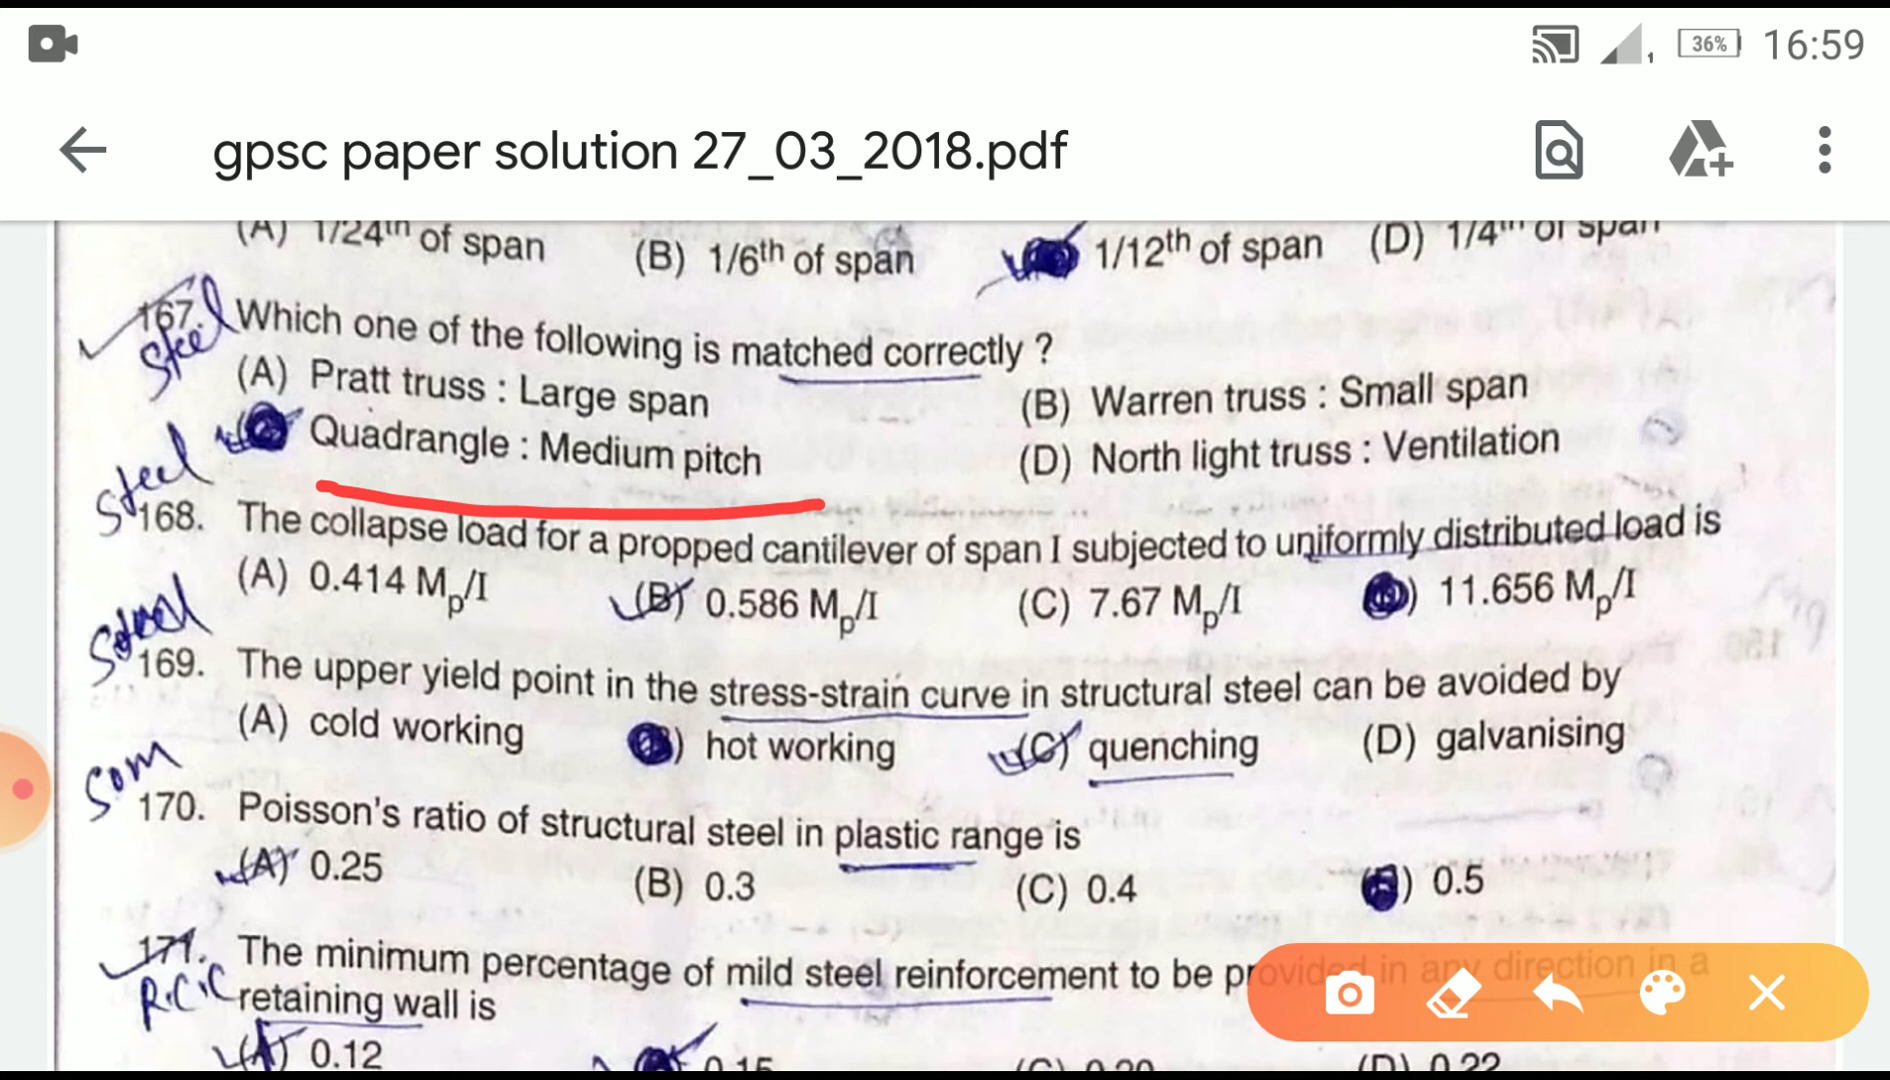 36% 16:59
gpsc paper solution 27_03_2018.pdf
(A) 1/24th of span (B) 1/6th of span 1/12th of span (D) 1/4th of span
167. Which one of the following is matched correctly ?
Steel
(A) Pratt truss : Large span (B) Warren truss : Small span
Quadrangle : Medium pitch (D) North light truss : Ventilation
Steel
168. The collapse load for a propped cantilever of span I subjected to uniformly distributed load is
(A) 0.414 Mp/I (B) 0.586 Mp/I (C) 7.67 Mp/I 11.656 Mp/I
Steel
169. The upper yield point in the stress-strain curve in structural steel can be avoided by
(A) cold working hot working (C) quenching (D) galvanising
Som
170. Poisson's ratio of structural steel in plastic range is
(A) 0.25 (B) 0.3 (C) 0.4 0.5
171. The minimum percentage of mild steel reinforcement to be provided in any direction in a
R.C.C retaining wall is
(A) 0.12 0.15 (C) 0.20 (D) 0.22